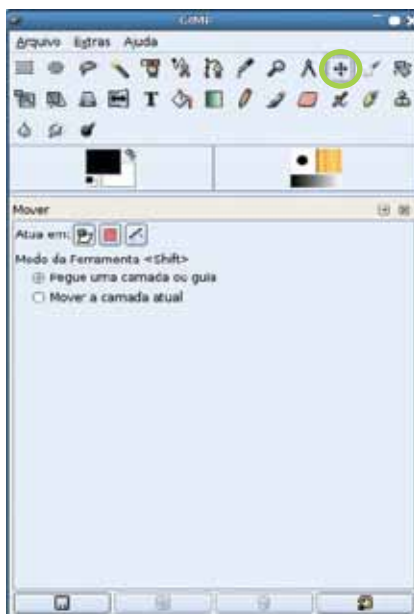 GIMP
Arquivo Extras Ajuda
Mover
Atua em:
Modo da Ferramenta <Shift>
Pegue uma camada ou guia
Mover a camada atual